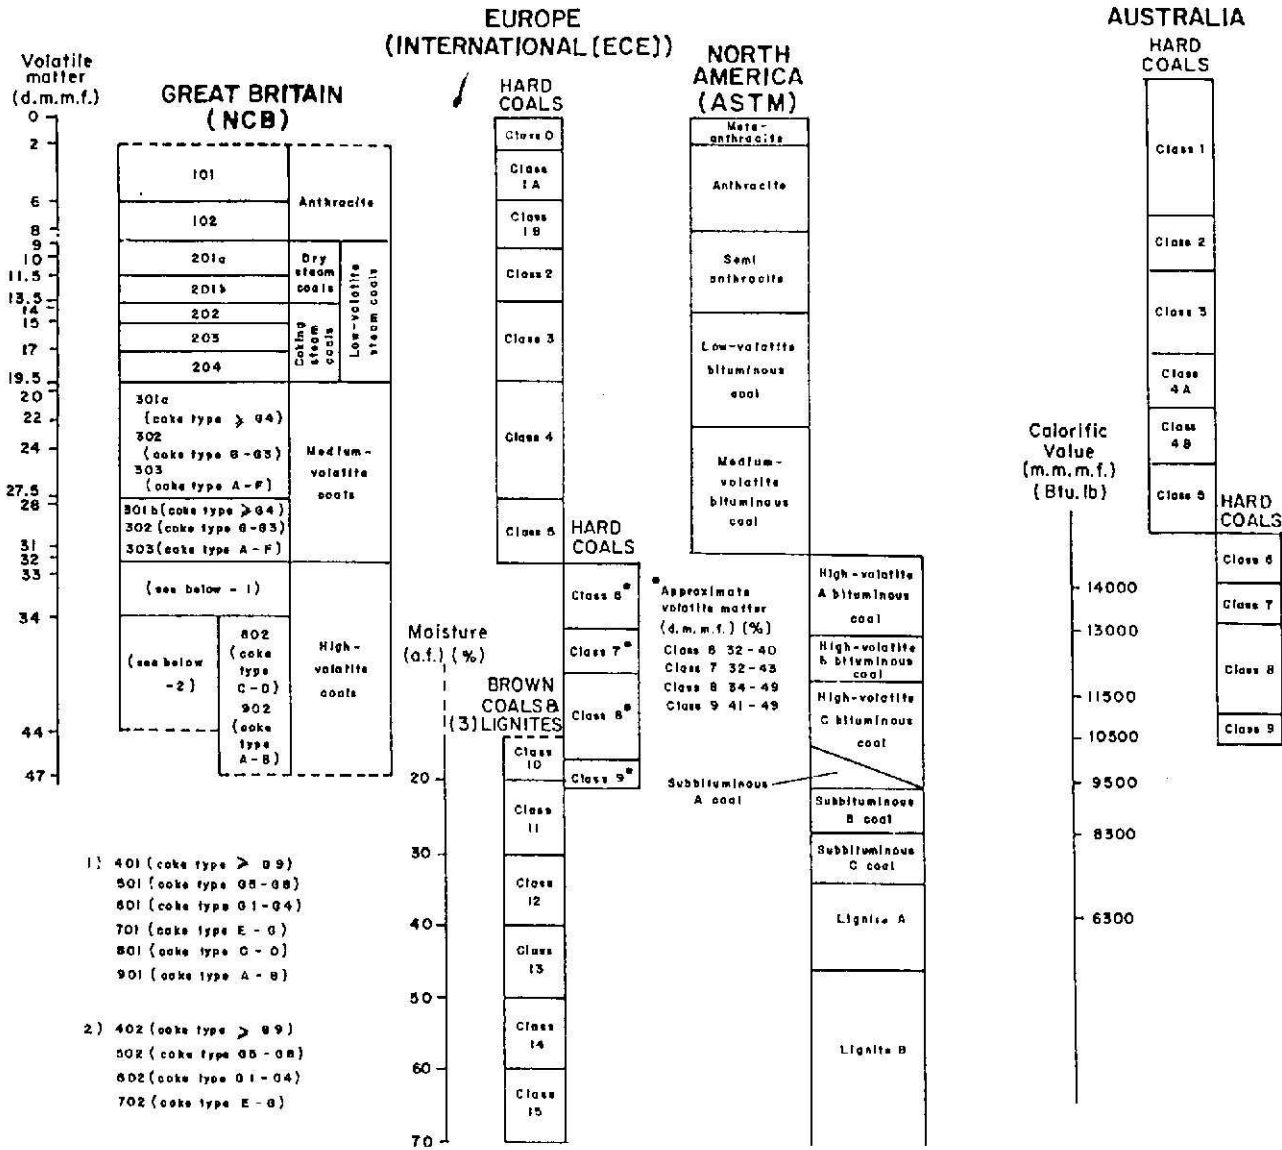 EUROPE
(INTERNATIONAL [ECE])
NORTH
AMERICA
(ASTM)
AUSTRALIA
HARD
COALS
Volatile
matter
(d.m.m.f.)
GREAT BRITAIN
(NCB)
HARD
COALS
0
2
6
8
9
10
11.5
13.5
14
15
17
19.5
20
22
24
27.5
28
31
32
33
34
44
47
101
102
Anthracite
201a
201b
Dry
steam
coals
202
203
204
Coking
steam
coals
Low-volatile
steam coals
301a
(coke type ⩾ G4)
302
(coke type G-G3)
303
(coke type A-F)
301b (coke type ⩾G4)
302 (coke type G-G3)
303 (coke type A-F)
Medium-
volatile
coals
(see below - 1)
(see below
-2)
802
(coke
type
C-D)
902
(coke
type
A-B)
High-
volatile
coals
1) 401 (coke type ⩾ G9)
501 (coke type G5-G8)
601 (coke type G1-G4)
701 (coke type E-G)
801 (coke type C-D)
901 (coke type A-B)
2) 402 (coke type ⩾ G9)
502 (coke type G5-G8)
602 (coke type G1-G4)
702 (coke type E-G)
Class 0
Class
1A
Class
1B
Class 2
Class 3
Class 4
Class 5
HARD
COALS
Class 6*
Class 7*
Class 8*
Class 9*
Moisture
(a.f.) (%)
20
30
40
50
60
70
BROWN
COALS &
(3) LIGNITES
Class
10
Class
11
Class
12
Class
13
Class
14
Class
15
*Approximate
volatile matter
(d.m.m.f.) (%)
Class 6 32-40
Class 7 32-43
Class 8 34-49
Class 9 41-49
Meta-
anthracite
Anthracite
Semi
anthracite
Low-volatile
bituminous
coal
Medium-
volatile
bituminous
coal
High-volatile
A bituminous
coal
High-volatile
B bituminous
coal
High-volatile
C bituminous
coal
Subbituminous
A coal
Subbituminous
B coal
Subbituminous
C coal
Lignite A
Lignite B
Calorific
Value
(m.m.m.f.)
(Btu.lb)
14000
13000
11500
10500
9500
8300
6300
Class 1
Class 2
Class 3
Class
4A
Class
4B
Class 5
HARD
COALS
Class 6
Class 7
Class 8
Class 9